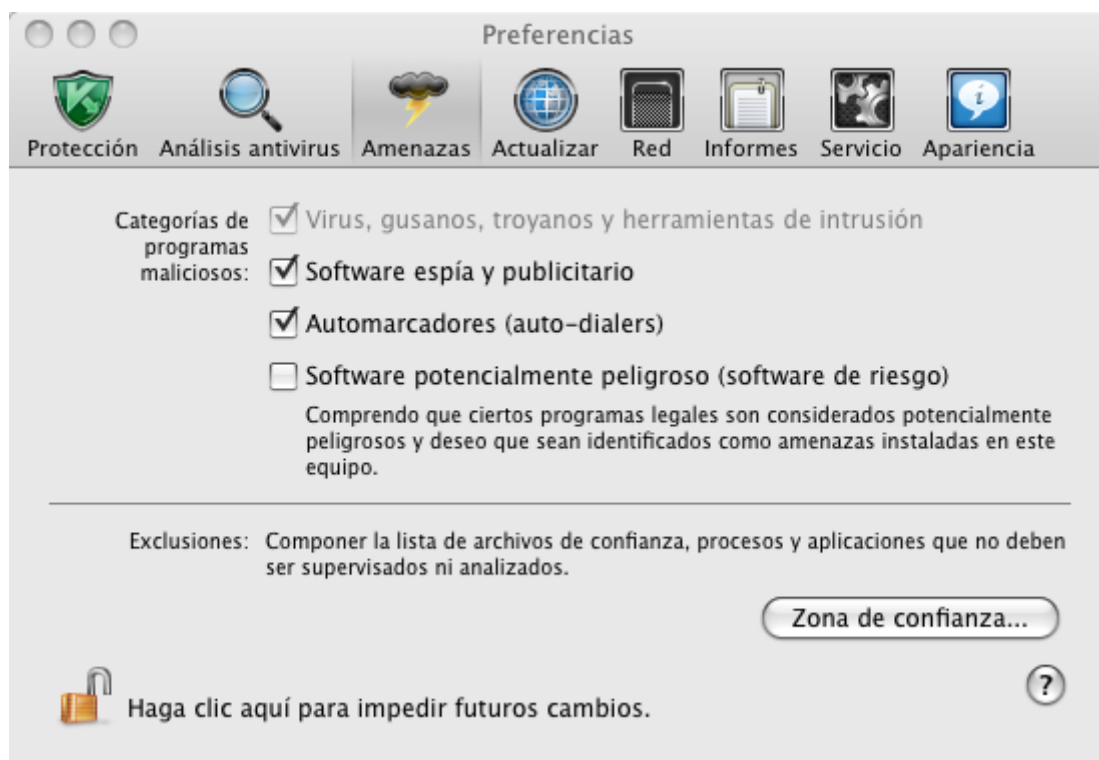 Preferencias
Protección Análisis antivirus Amenazas Actualizar Red Informes Servicio Apariencia
Categorías de
programas
maliciosos:
Virus, gusanos, troyanos y herramientas de intrusión
Software espía y publicitario
Automarcadores (auto-dialers)
Software potencialmente peligroso (software de riesgo)
Comprendo que ciertos programas legales son considerados potencialmente
peligrosos y deseo que sean identificados como amenazas instaladas en este
equipo.
Exclusiones: Componer la lista de archivos de confianza, procesos y aplicaciones que no deben
ser supervisados ni analizados.
Zona de confianza...
?
Haga clic aquí para impedir futuros cambios.